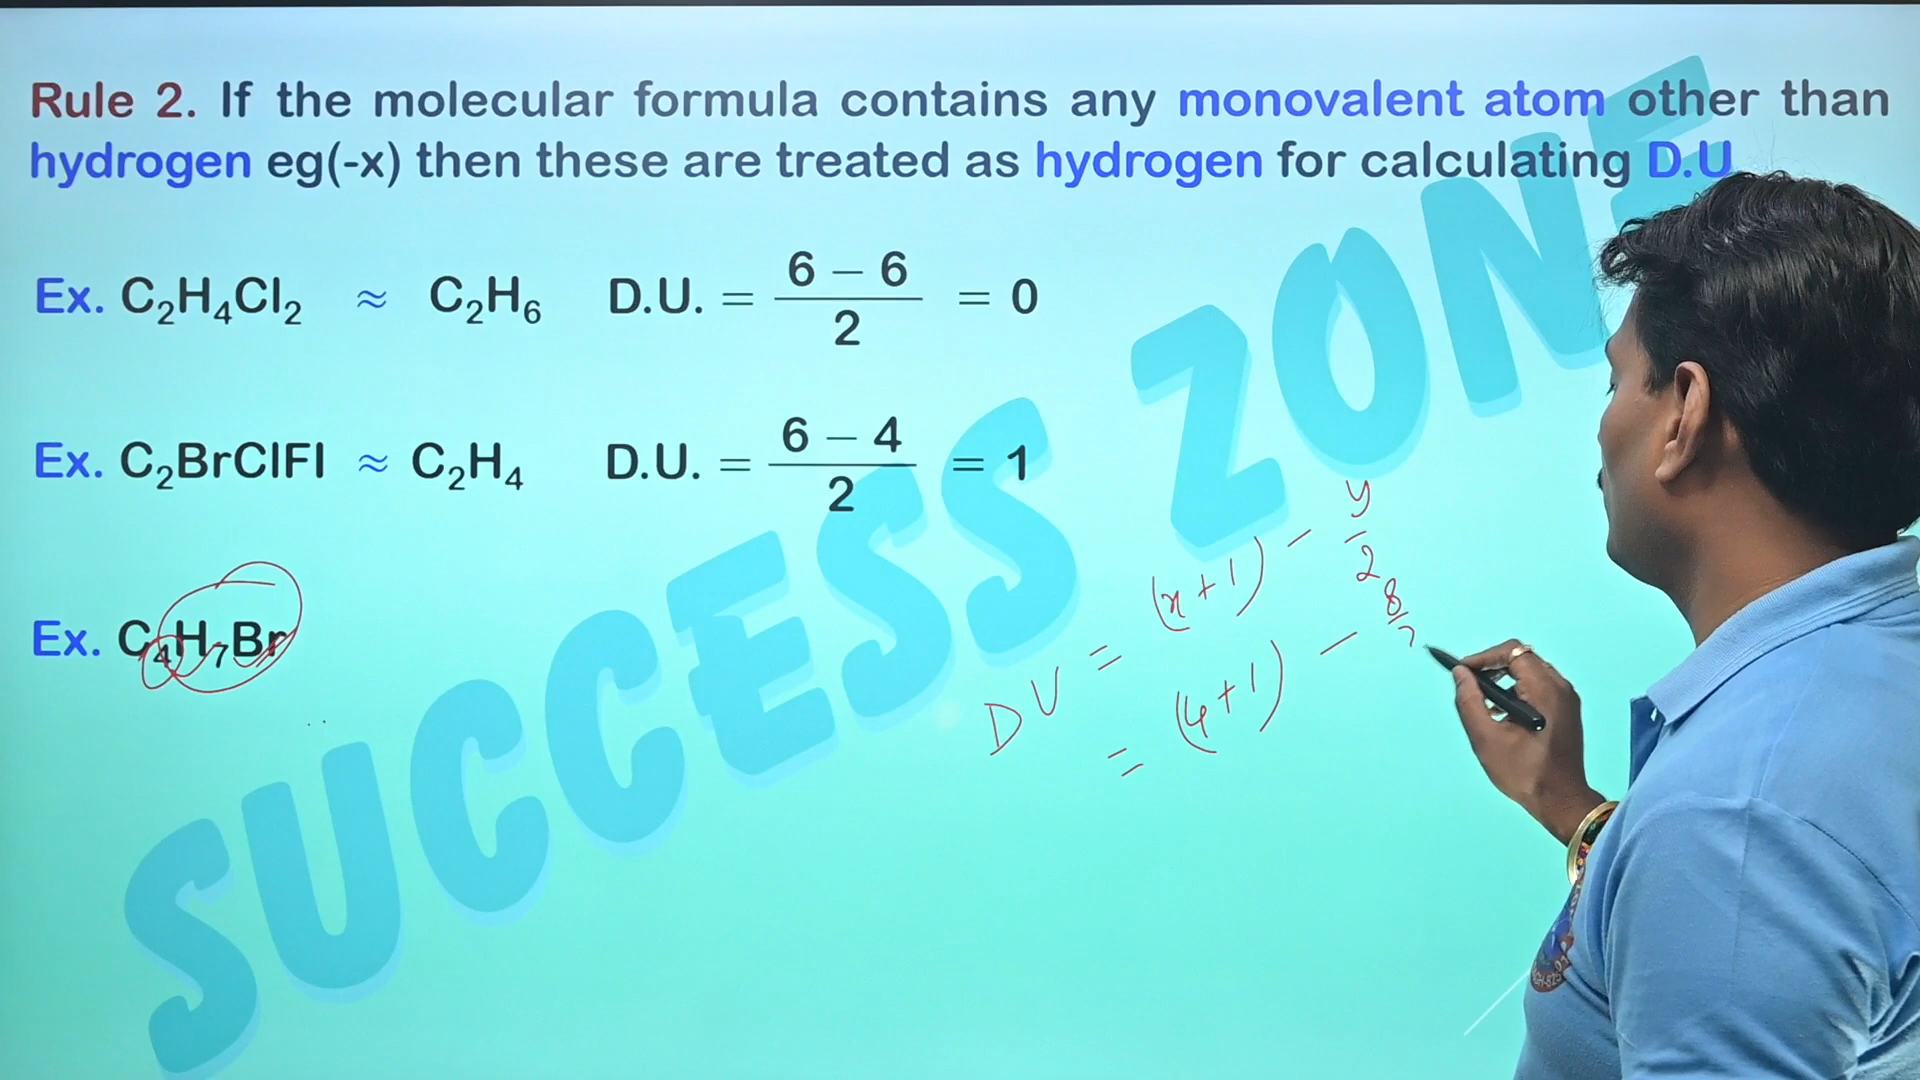 Rule 2. If the molecular formula contains any monovalent atom other than
hydrogen eg(-x) then these are treated as hydrogen for calculating D.U
Ex. C₂H₄Cl₂ ≈ C₂H₆ D.U. = (6 – 6)/2 = 0
Ex. C₂BrClFI ≈ C₂H₄ D.U. = (6 – 4)/2 = 1
Ex. C₄H₇Br
DU = (x+1) – y/2
= (4+1) – 8/2
SUCCESS ZONE